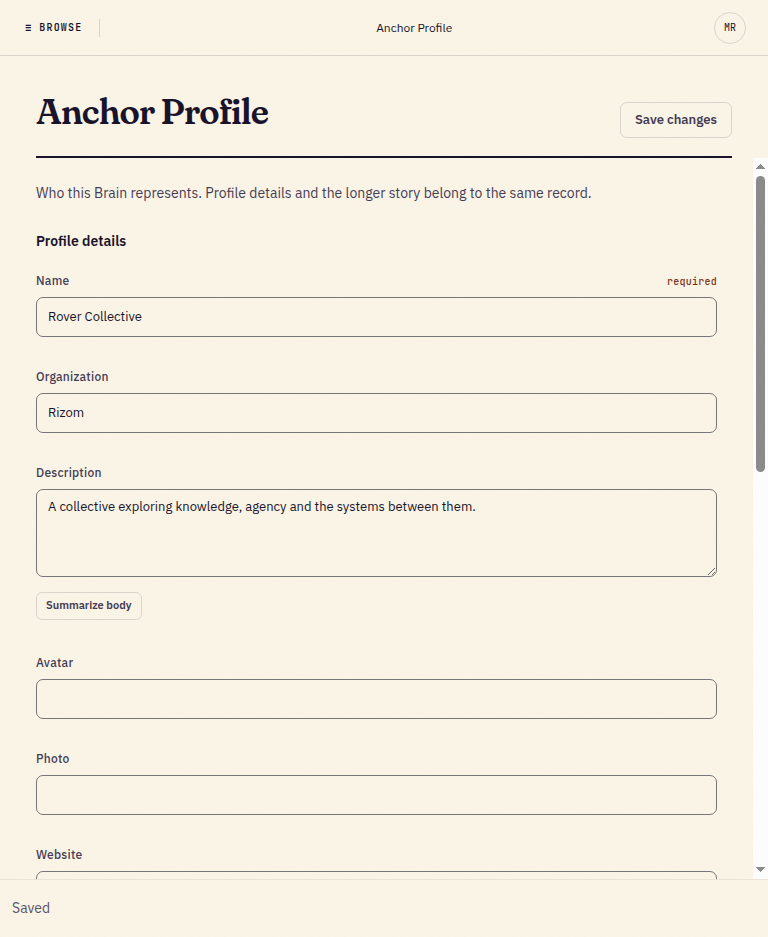 ≡ BROWSE
Anchor Profile
MR
Anchor Profile
Save changes
Who this Brain represents. Profile details and the longer story belong to the same record.
Profile details
Name
required
Rover Collective
Organization
Rizom
Description
A collective exploring knowledge, agency and the systems between them.
Summarize body
Avatar
Photo
Website
Saved